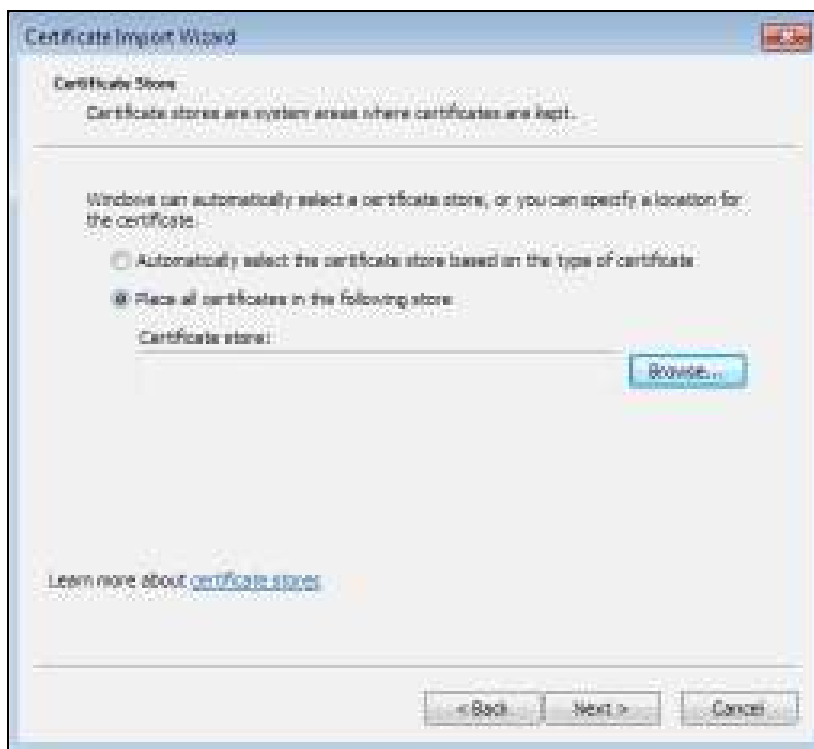 Certificate Import Wizard
Certificate Store
Certificate stores are system areas where certificates are kept.
Windows can automatically select a certificate store, or you can specify a location for
the certificate.
Automatically select the certificate store based on the type of certificate
Place all certificates in the following store
Certificate store:
Browse...
Learn more about certificate stores
< Back
Next >
Cancel